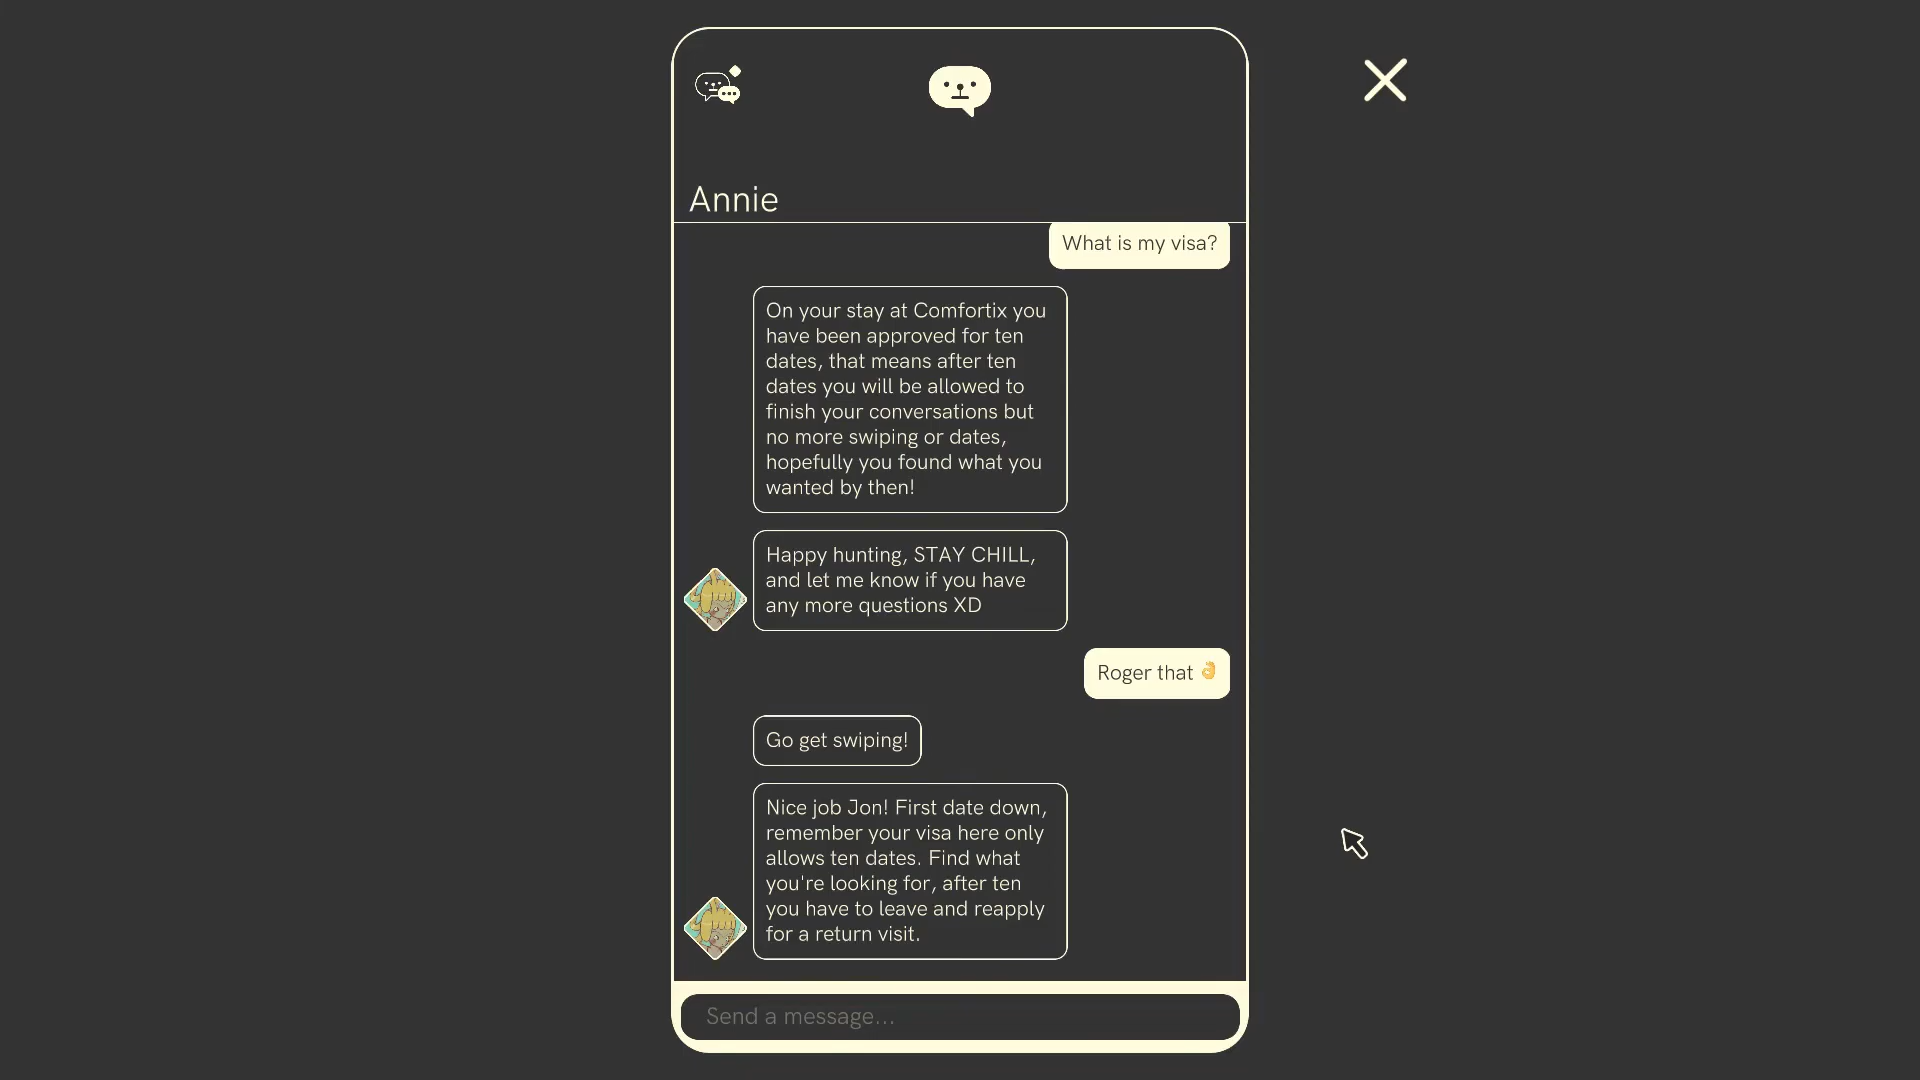 Annie
What is my visa?
On your stay at Comfortix you
have been approved for ten
dates, that means after ten
dates you will be allowed to
finish your conversations but
no more swiping or dates,
hopefully you found what you
wanted by then!
Happy hunting, STAY CHILL,
and let me know if you have
any more questions XD
Roger that 👌
Go get swiping!
Nice job Jon! First date down,
remember your visa here only
allows ten dates. Find what
you're looking for, after ten
you have to leave and reapply
for a return visit.
Send a message...